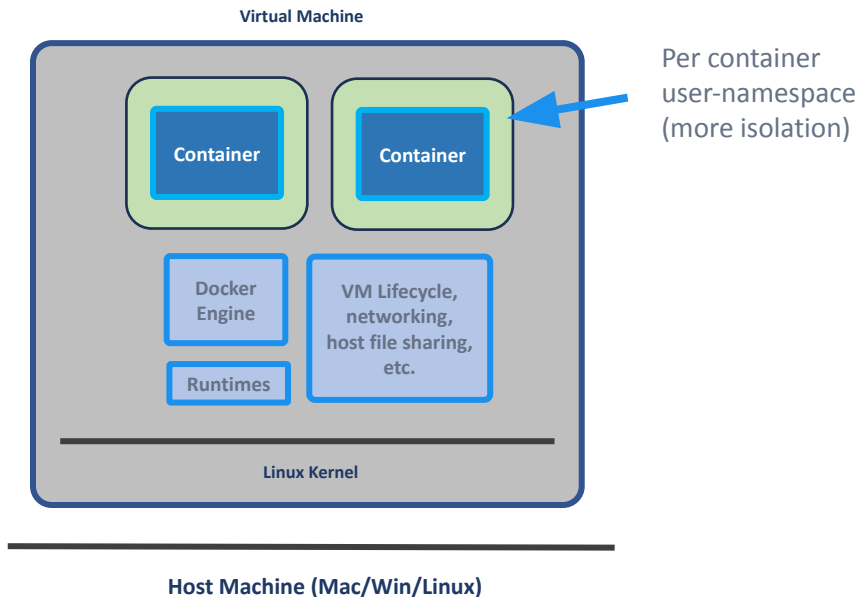 Virtual Machine
Per container
user-namespace
(more isolation)
Container
Container
Docker
Engine
VM Lifecycle,
networking,
host file sharing,
etc.
Runtimes
Linux Kernel
Host Machine (Mac/Win/Linux)